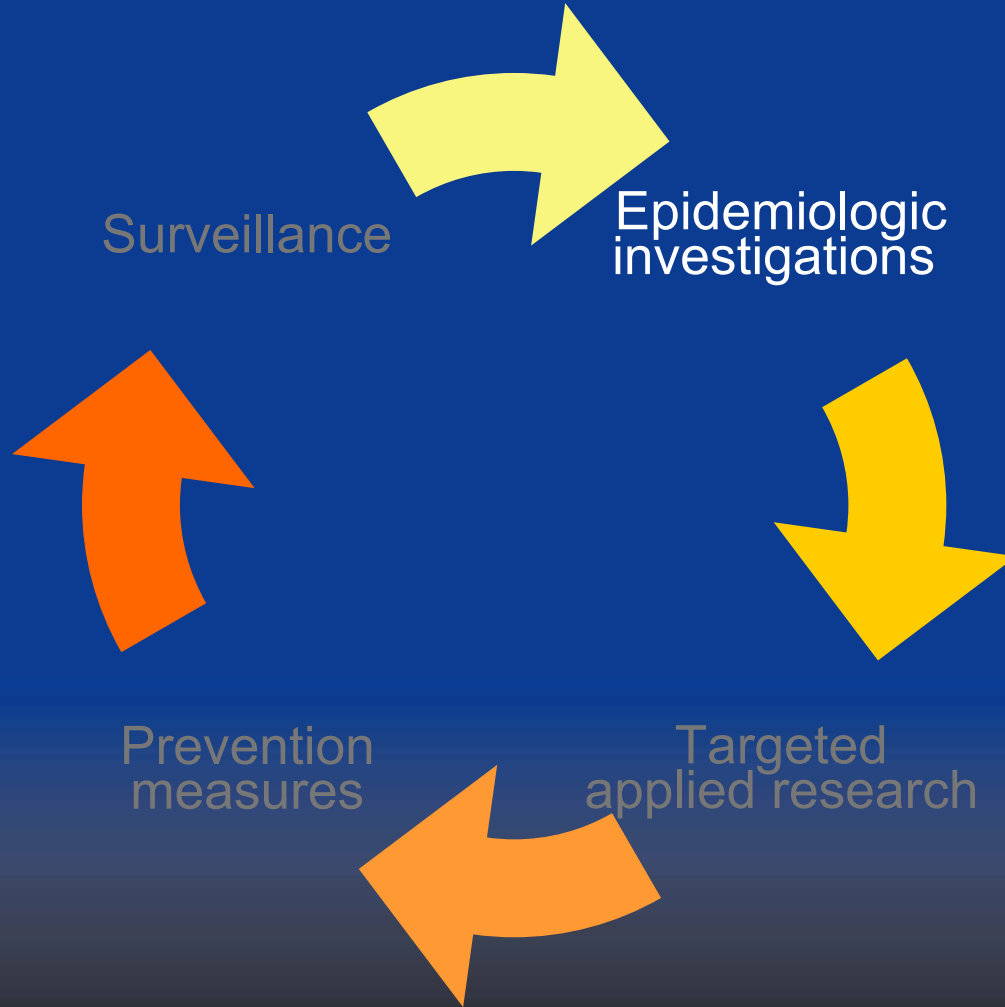 Surveillance
Epidemiologic
investigations
Prevention
measures
Targeted
applied research